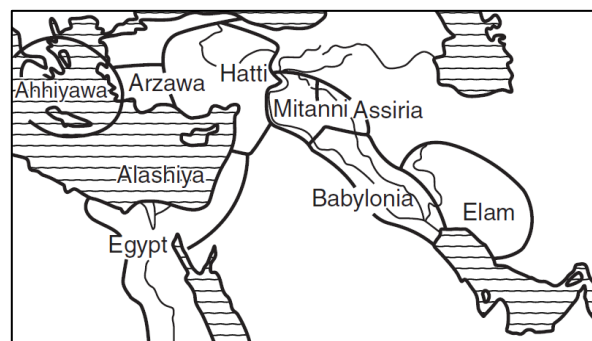 Ahhiyawa
Arzawa
Hatti
Mitanni
Assiria
Alashiya
Babylonia
Elam
Egypt